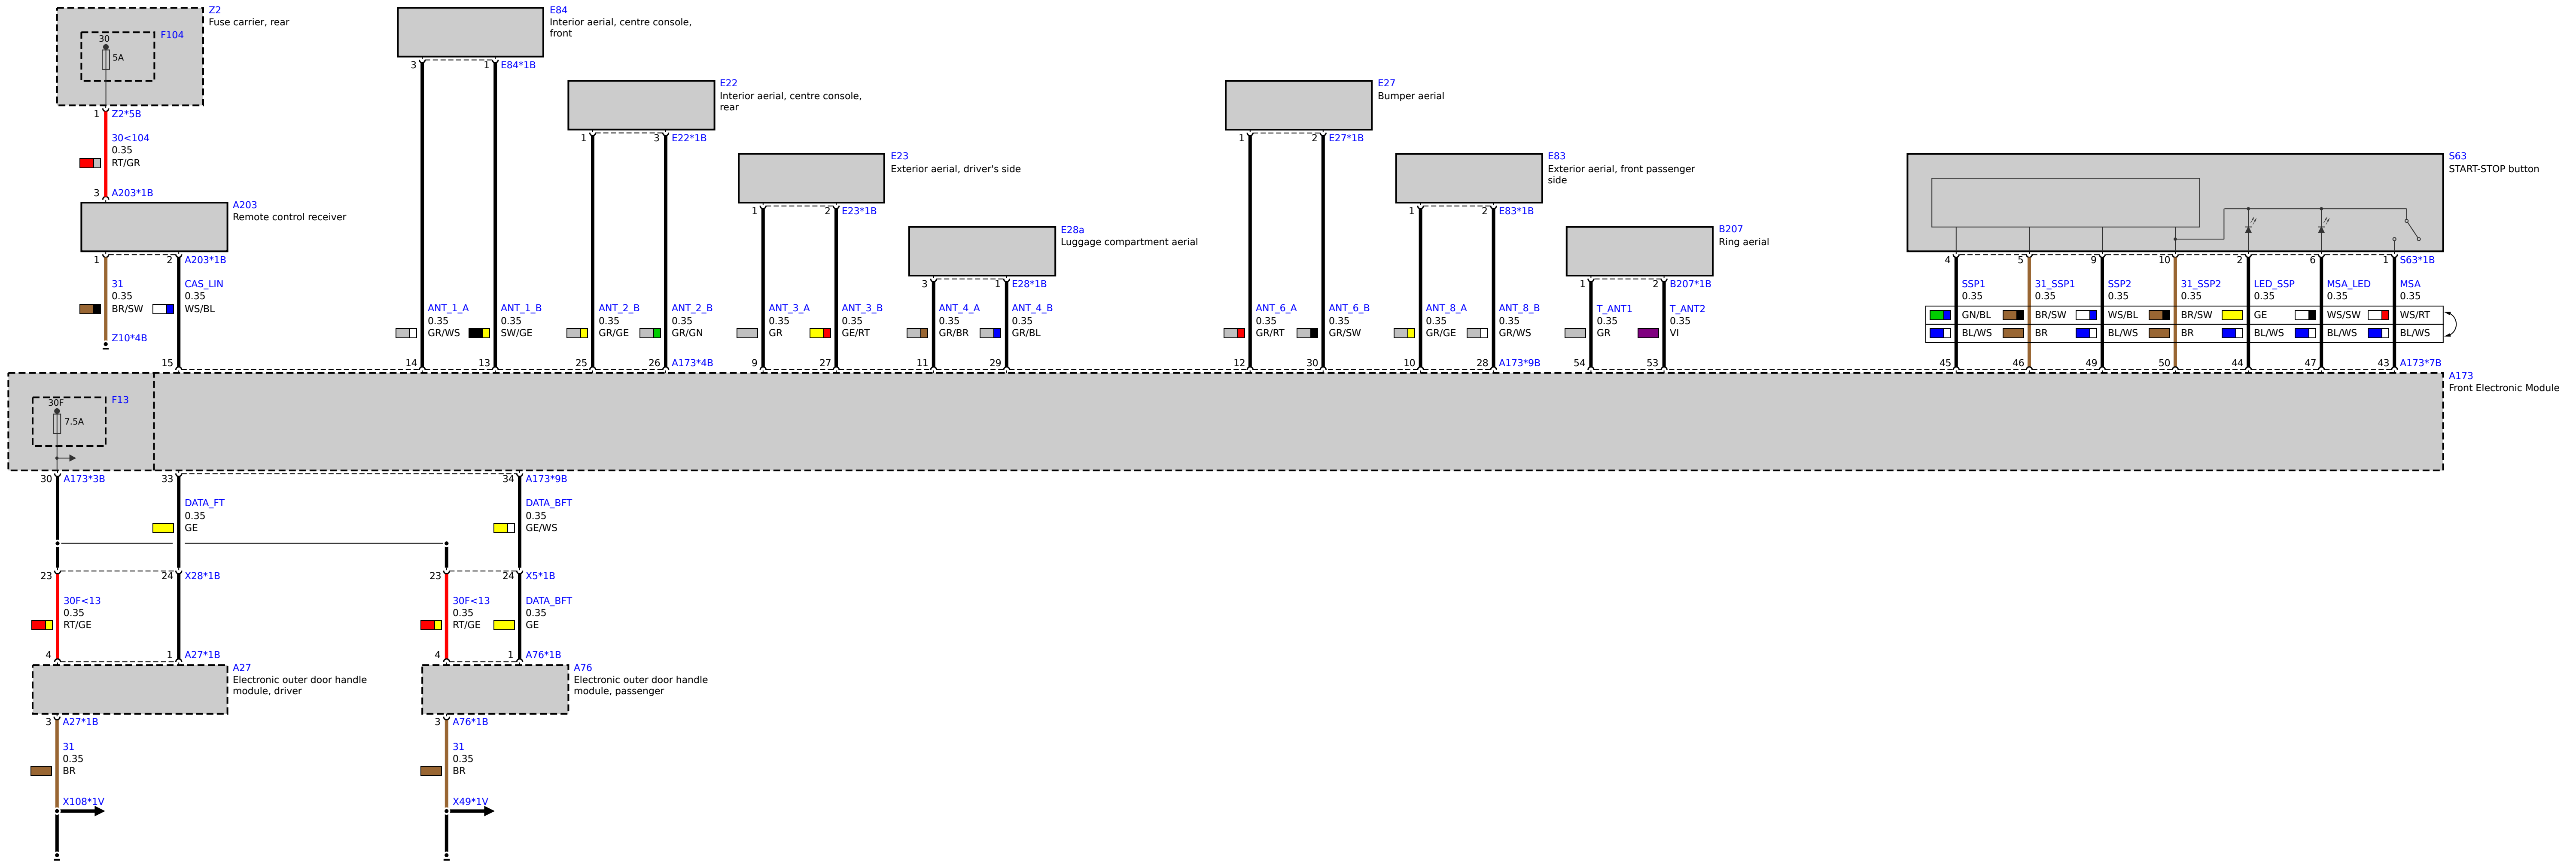 Z2
Fuse carrier, rear
30
F104
5A
1
Z2*5B
30<104
0.35
RT/GR
3
A203*1B
A203
Remote control receiver
1
2
A203*1B
31
0.35
BR/SW
CAS_LIN
0.35
WS/BL
Z10*4B
15
E84
Interior aerial, centre console,
front
3
1
E84*1B
ANT_1_A
0.35
GR/WS
ANT_1_B
0.35
SW/GE
14
13
E22
Interior aerial, centre console,
rear
1
3
E22*1B
ANT_2_B
0.35
GR/GE
ANT_2_B
0.35
GR/GN
25
26
A173*4B
E23
Exterior aerial, driver's side
1
2
E23*1B
ANT_3_A
0.35
GR
ANT_3_B
0.35
GE/RT
9
27
E28a
Luggage compartment aerial
3
1
E28*1B
ANT_4_A
0.35
GR/BR
ANT_4_B
0.35
GR/BL
11
29
E27
Bumper aerial
1
2
E27*1B
ANT_6_A
0.35
GR/RT
ANT_6_B
0.35
GR/SW
12
30
E83
Exterior aerial, front passenger
side
1
2
E83*1B
ANT_8_A
0.35
GR/GE
ANT_8_B
0.35
GR/WS
10
28
A173*9B
B207
Ring aerial
1
2
B207*1B
T_ANT1
0.35
GR
T_ANT2
0.35
VI
54
53
S63
START-STOP button
4
5
9
10
2
6
1
S63*1B
SSP1
0.35
GN/BL
BL/WS
31_SSP1
0.35
BR/SW
BR
SSP2
0.35
WS/BL
BL/WS
31_SSP2
0.35
BR/SW
BR
LED_SSP
0.35
GE
BL/WS
MSA_LED
0.35
WS/SW
BL/WS
MSA
0.35
WS/RT
BL/WS
45
46
49
50
44
47
43
A173*7B
A173
Front Electronic Module
30F
F13
7.5A
30
A173*3B
33
34
A173*9B
DATA_FT
0.35
GE
DATA_BFT
0.35
GE/WS
23
24
X28*1B
23
24
X5*1B
30F<13
0.35
RT/GE
30F<13
0.35
RT/GE
DATA_BFT
0.35
GE
4
1
A27*1B
4
1
A76*1B
A27
Electronic outer door handle
module, driver
A76
Electronic outer door handle
module, passenger
3
A27*1B
3
A76*1B
31
0.35
BR
31
0.35
BR
X108*1V
X49*1V